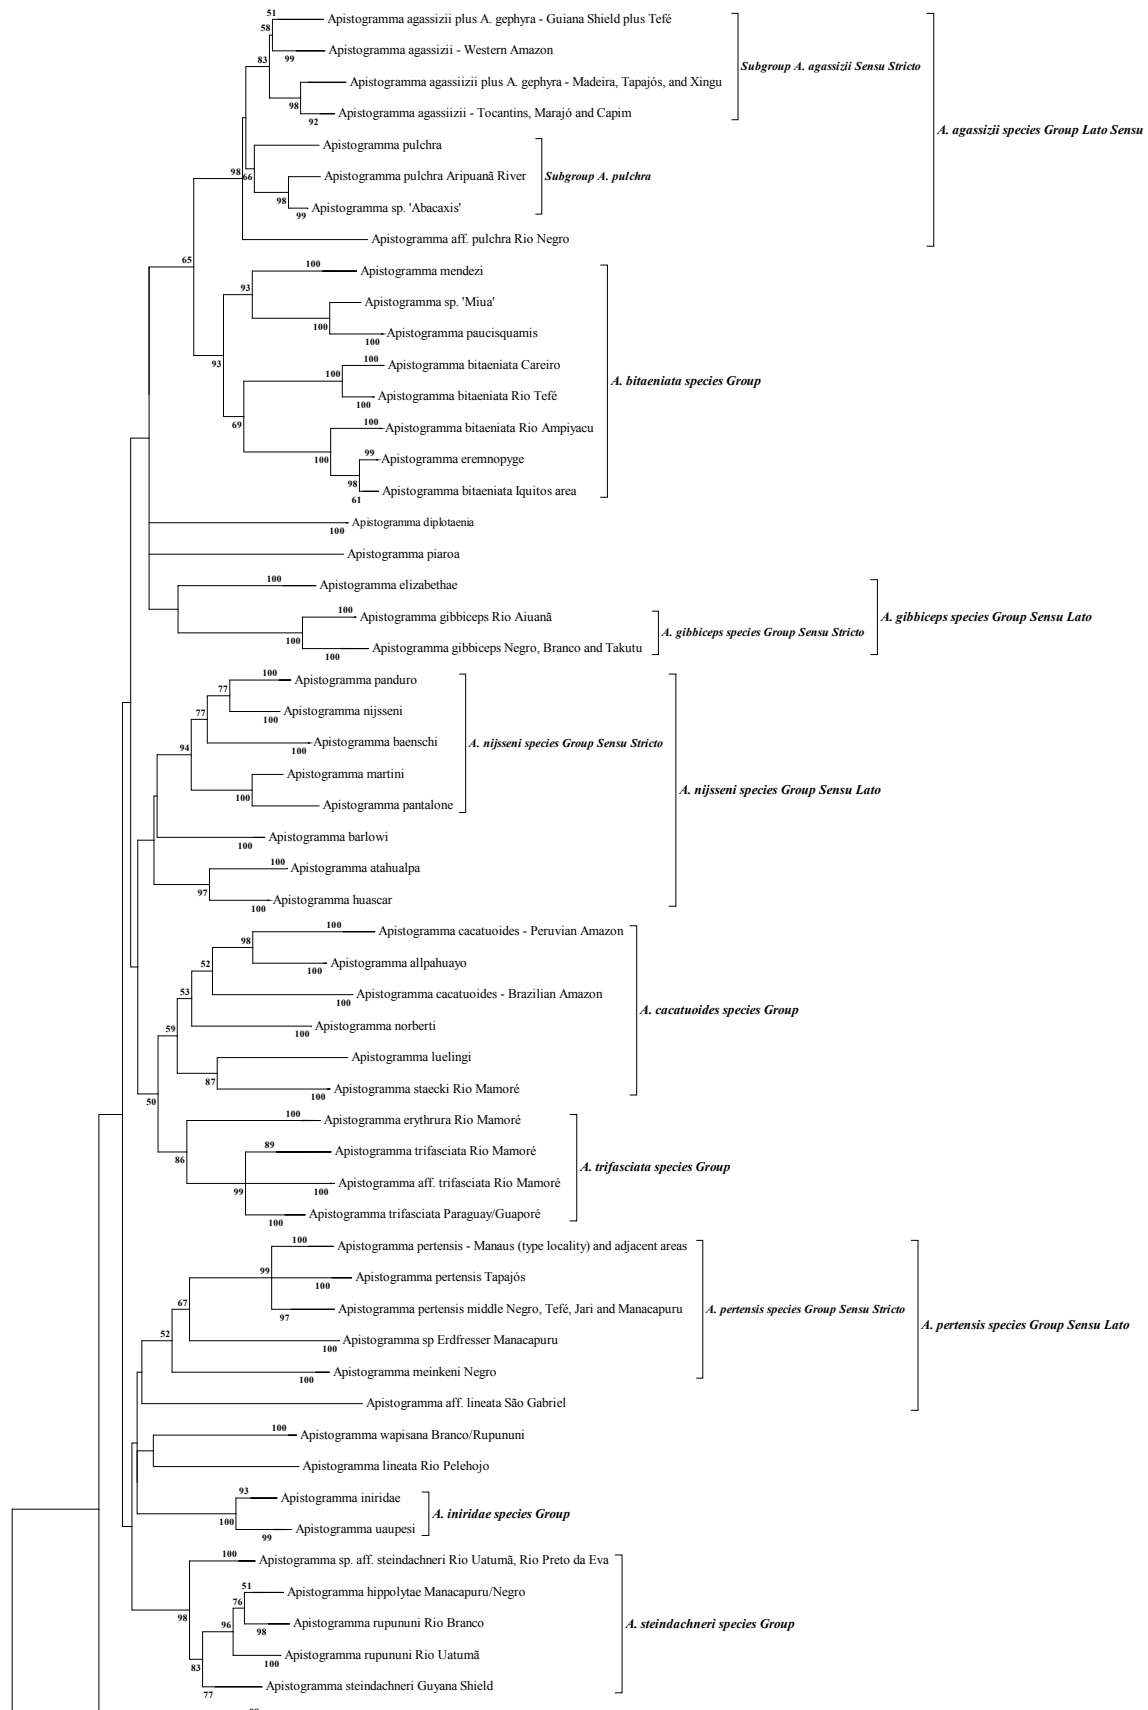 51
Apistogramma agassizii plus A. gephyra - Guiana Shield plus Tefé
58
Apistogramma agassizii - Western Amazon
99
83
Subgroup A. agassizii Sensu Stricto
Apistogramma agassiizii plus A. gephyra - Madeira, Tapajós, and Xingu
98
Apistogramma agassiizii - Tocantins, Marajó and Capim
92
A. agassizii species Group Lato Sensu
Apistogramma pulchra
98
66
Apistogramma pulchra Aripuanã River
Subgroup A. pulchra
98
Apistogramma sp. 'Abacaxis'
99
Apistogramma aff. pulchra Rio Negro
65
100
Apistogramma mendezi
93
Apistogramma sp. 'Miua'
100
Apistogramma paucisquamis
100
93
100
Apistogramma bitaeniata Careiro
100
A. bitaeniata species Group
Apistogramma bitaeniata Rio Tefé
100
69
100
Apistogramma bitaeniata Rio Ampiyacu
100
99
Apistogramma eremnopyge
98
Apistogramma bitaeniata Iquitos area
61
Apistogramma diplotaenia
100
Apistogramma piaroa
100
Apistogramma elizabethae
100
Apistogramma gibbiceps Rio Aiuanã
A. gibbiceps species Group Sensu Lato
A. gibbiceps species Group Sensu Stricto
100
Apistogramma gibbiceps Negro, Branco and Takutu
100
100
Apistogramma panduro
77
77
Apistogramma nijsseni
100
94
Apistogramma baenschi
100
A. nijsseni species Group Sensu Stricto
Apistogramma martini
100
A. nijsseni species Group Sensu Lato
Apistogramma pantalone
Apistogramma barlowi
100
100
Apistogramma atahualpa
97
Apistogramma huascar
100
100
Apistogramma cacatuoides - Peruvian Amazon
98
Apistogramma allpahuayo
100
52
Apistogramma cacatuoides - Brazilian Amazon
100
53
A. cacatuoides species Group
Apistogramma norberti
100
59
Apistogramma luelingi
87
Apistogramma staecki Rio Mamoré
100
50
100
Apistogramma erythrura Rio Mamoré
89
Apistogramma trifasciata Rio Mamoré
86
A. trifasciata species Group
Apistogramma aff. trifasciata Rio Mamoré
99
100
Apistogramma trifasciata Paraguay/Guaporé
100
100
Apistogramma pertensis - Manaus (type locality) and adjacent areas
99
Apistogramma pertensis Tapajós
100
67
Apistogramma pertensis middle Negro, Tefé, Jari and Manacapuru
A. pertensis species Group Sensu Stricto
97
A. pertensis species Group Sensu Lato
52
Apistogramma sp Erdfresser Manacapuru
100
Apistogramma meinkeni Negro
100
Apistogramma aff. lineata São Gabriel
100
Apistogramma wapisana Branco/Rupununi
Apistogramma lineata Rio Pelehojo
93
Apistogramma iniridae
A. iniridae species Group
100
Apistogramma uaupesi
99
100
Apistogramma sp. aff. steindachneri Rio Uatumã, Rio Preto da Eva
51
Apistogramma hippolytae Manacapuru/Negro
76
98
Apistogramma rupununi Rio Branco
A. steindachneri species Group
98
96
Apistogramma rupununi Rio Uatumã
100
83
Apistogramma steindachneri Guyana Shield
77